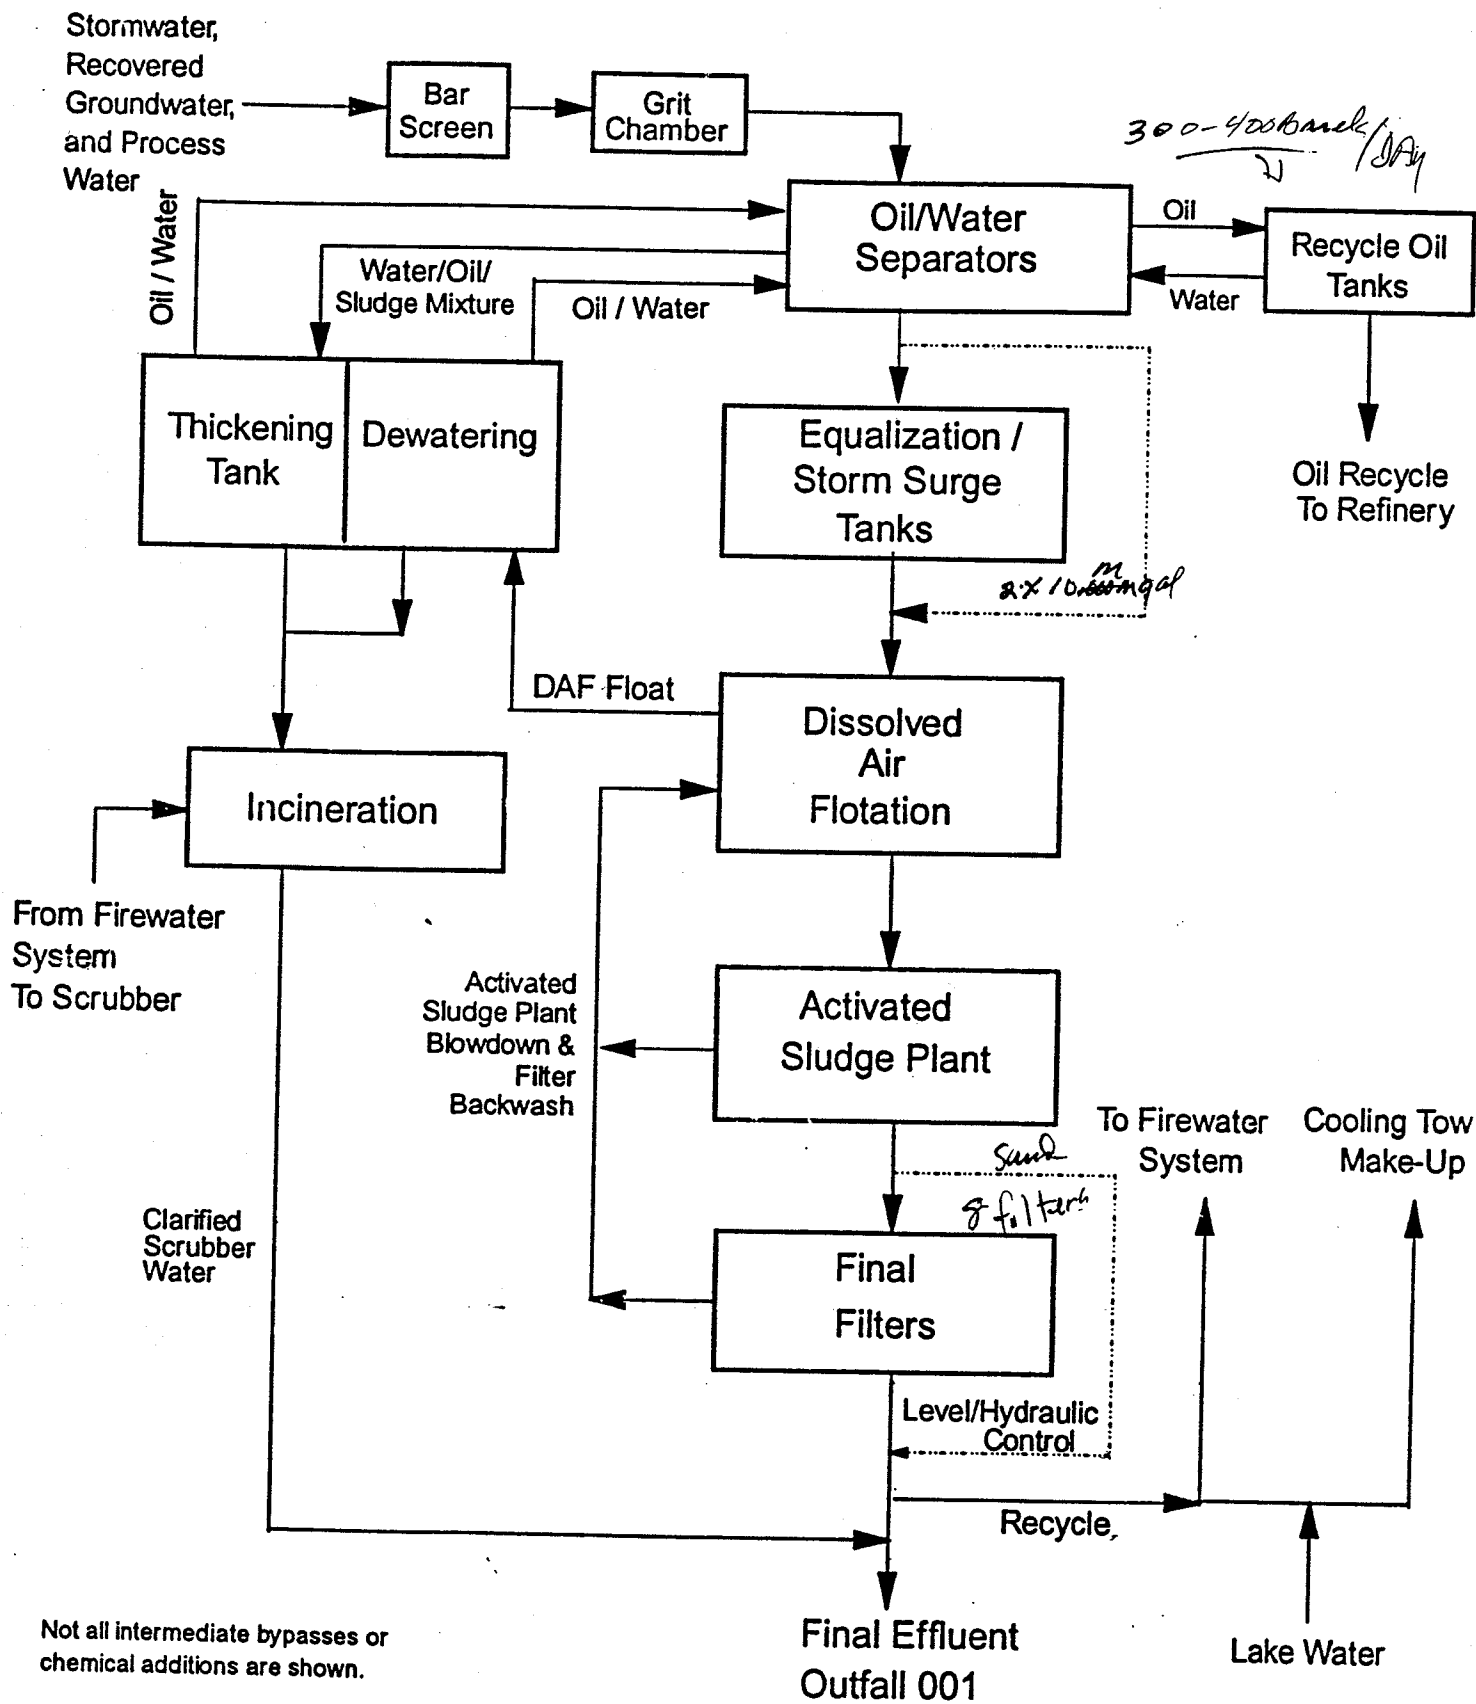 Stormwater,
Recovered
Groundwater,
and Process
Water
Bar
Screen
Grit
Chamber
300-400 Barrels/DAy
Oil/Water
Separators
Oil
Water
Recycle Oil
Tanks
Oil / Water
Water/Oil/
Sludge Mixture
Oil / Water
Thickening
Tank
Dewatering
Equalization /
Storm Surge
Tanks
Oil Recycle
To Refinery
m
2 x 10 gal
DAF Float
Dissolved
Air
Flotation
Incineration
From Firewater
System
To Scrubber
Activated
Sludge Plant
Blowdown &
Filter
Backwash
Activated
Sludge Plant
To Firewater
System
Cooling Tow
Make-Up
Sand
8 filters
Clarified
Scrubber
Water
Final
Filters
Level/Hydraulic
Control
Recycle
Final Effluent
Outfall 001
Lake Water
Not all intermediate bypasses or
chemical additions are shown.